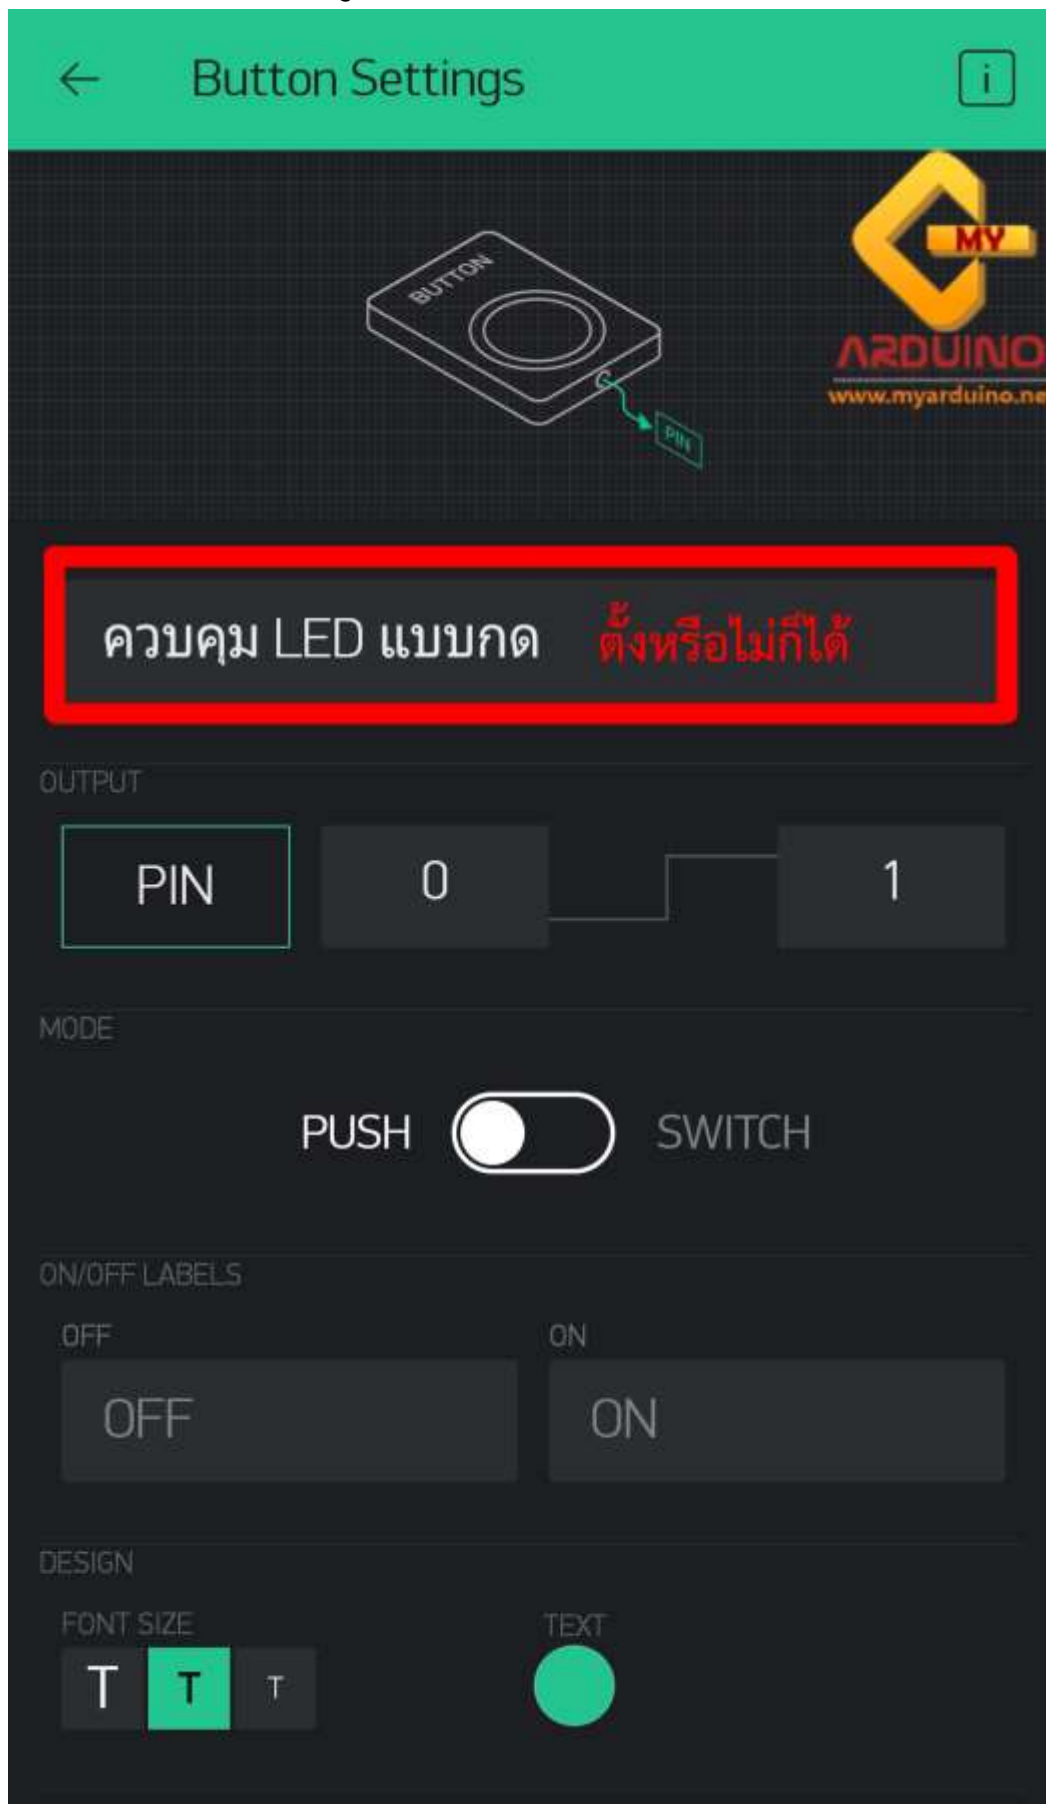 Button Settings
i
BUTTON
PIN
MY
ARDUINO
www.myarduino.ne
ควบคุม LED แบบกด ตั้งหรือไม่ก็ได้
OUTPUT
PIN 0 1
MODE
PUSH SWITCH
ON/OFF LABELS
OFF ON
OFF ON
DESIGN
FONT SIZE TEXT
T T T